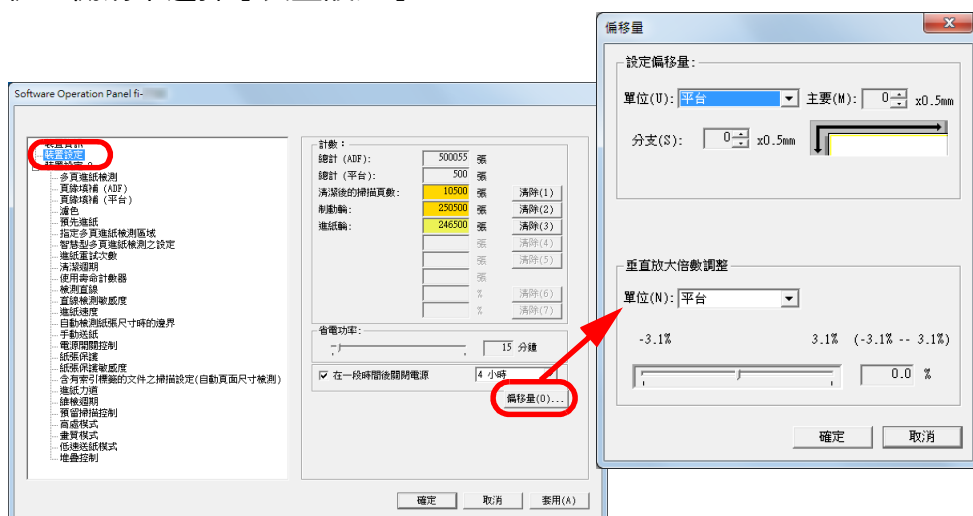 Software Operation Panel fi-
裝置設定
多頁進紙檢測
頁緣填補 (ADF)
頁緣填補 (平台)
濾色
預先進紙
指定多頁進紙檢測區域
智慧型多頁進紙檢測之設定
進紙重試次數
清潔週期
使用壽命計數器
檢測直線
直線檢測敏感度
進紙速度
自動檢測紙張尺寸時的邊界
手動送紙
電源開關控制
紙張保護
紙張保護敏感度
含有索引標籤的文件之掃描設定(自動頁面尺寸檢測)
進紙力道
維檢週期
預留掃描控制
高感模式
畫質模式
低速送紙模式
堆疊控制
計數：
總計 (ADF): 500055 張
總計 (平台): 500 張
清潔後的掃描頁數: 10500 張 清除(1)
制動輪: 250500 張 清除(2)
進紙輪: 246500 張 清除(3)
張 清除(4)
張 清除(5)
張
% 清除(6)
% 清除(7)
省電功率:
15 分鐘
在一段時間後關閉電源 4 小時
偏移量(O)...
確定 取消 套用(A)
偏移量
設定偏移量:
單位(U): 平台 主要(M): 0 x0.5mm
分支(S): 0 x0.5mm
垂直放大倍數調整
單位(N): 平台
-3.1% 3.1% (-3.1% -- 3.1%)
0.0 %
確定 取消